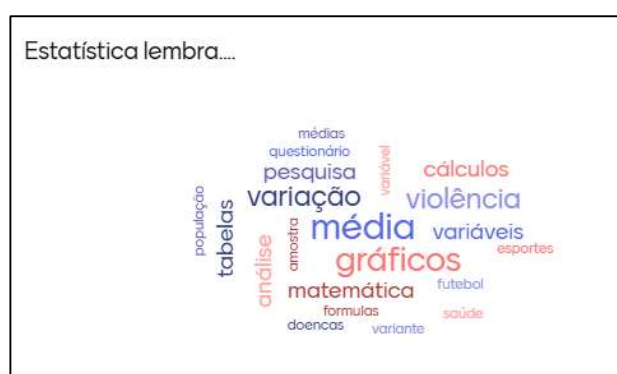 Estatística lembra....
médias
questionário
pesquisa
variável
cálculos
variação
violência
população
tabelas
média
variáveis
amostra
análise
gráficos
esportes
matemática
futebol
formulas
saúde
doencas
variante